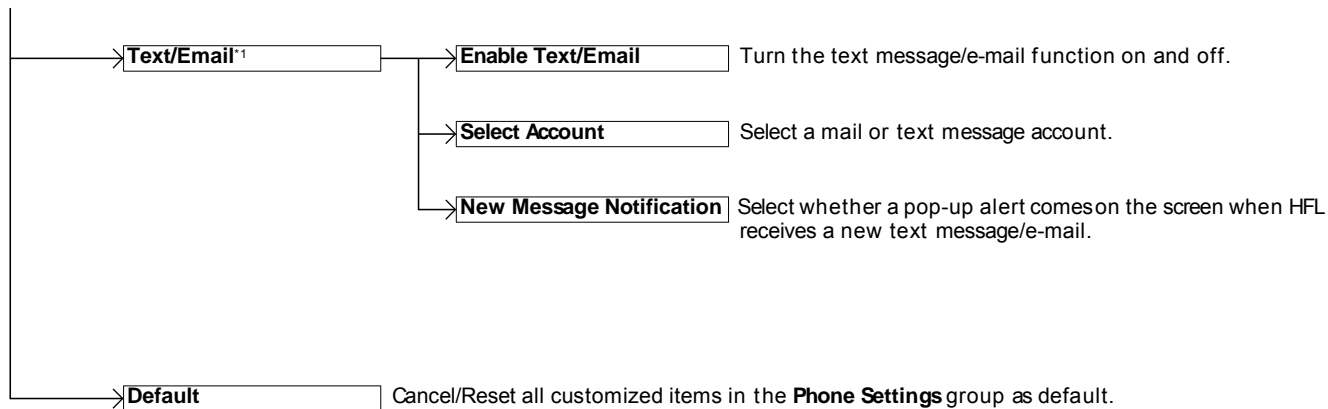 Text/Email*1
Enable Text/Email
Turn the text message/e-mail function on and off.
Select Account
Select a mail or text message account.
New Message Notification
Select whether a pop-up alert comeson the screen when HFL
receives a new text message/e-mail.
Default
Cancel/Reset all customized items in the Phone Settings group as default.